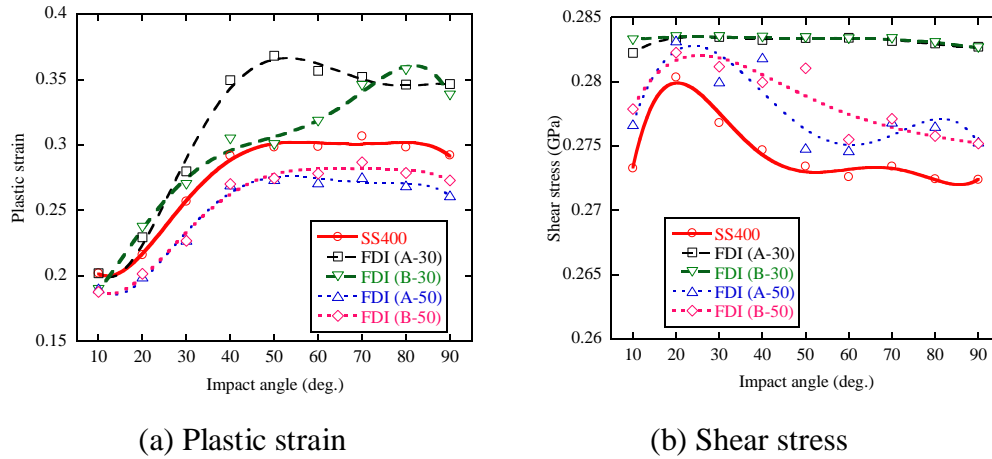 0.4
0.35
0.3
0.25
0.2
0.15
Plastic strain
10 20 30 40 50 60 70 80 90
Impact angle (deg.)
SS400
FDI (A-30)
FDI (B-30)
FDI (A-50)
FDI (B-50)
(a) Plastic strain
0.285
0.28
0.275
0.27
0.265
0.26
Shear stress (GPa)
10 20 30 40 50 60 70 80 90
Impact angle (deg.)
SS400
FDI (A-30)
FDI (B-30)
FDI (A-50)
FDI (B-50)
(b) Shear stress